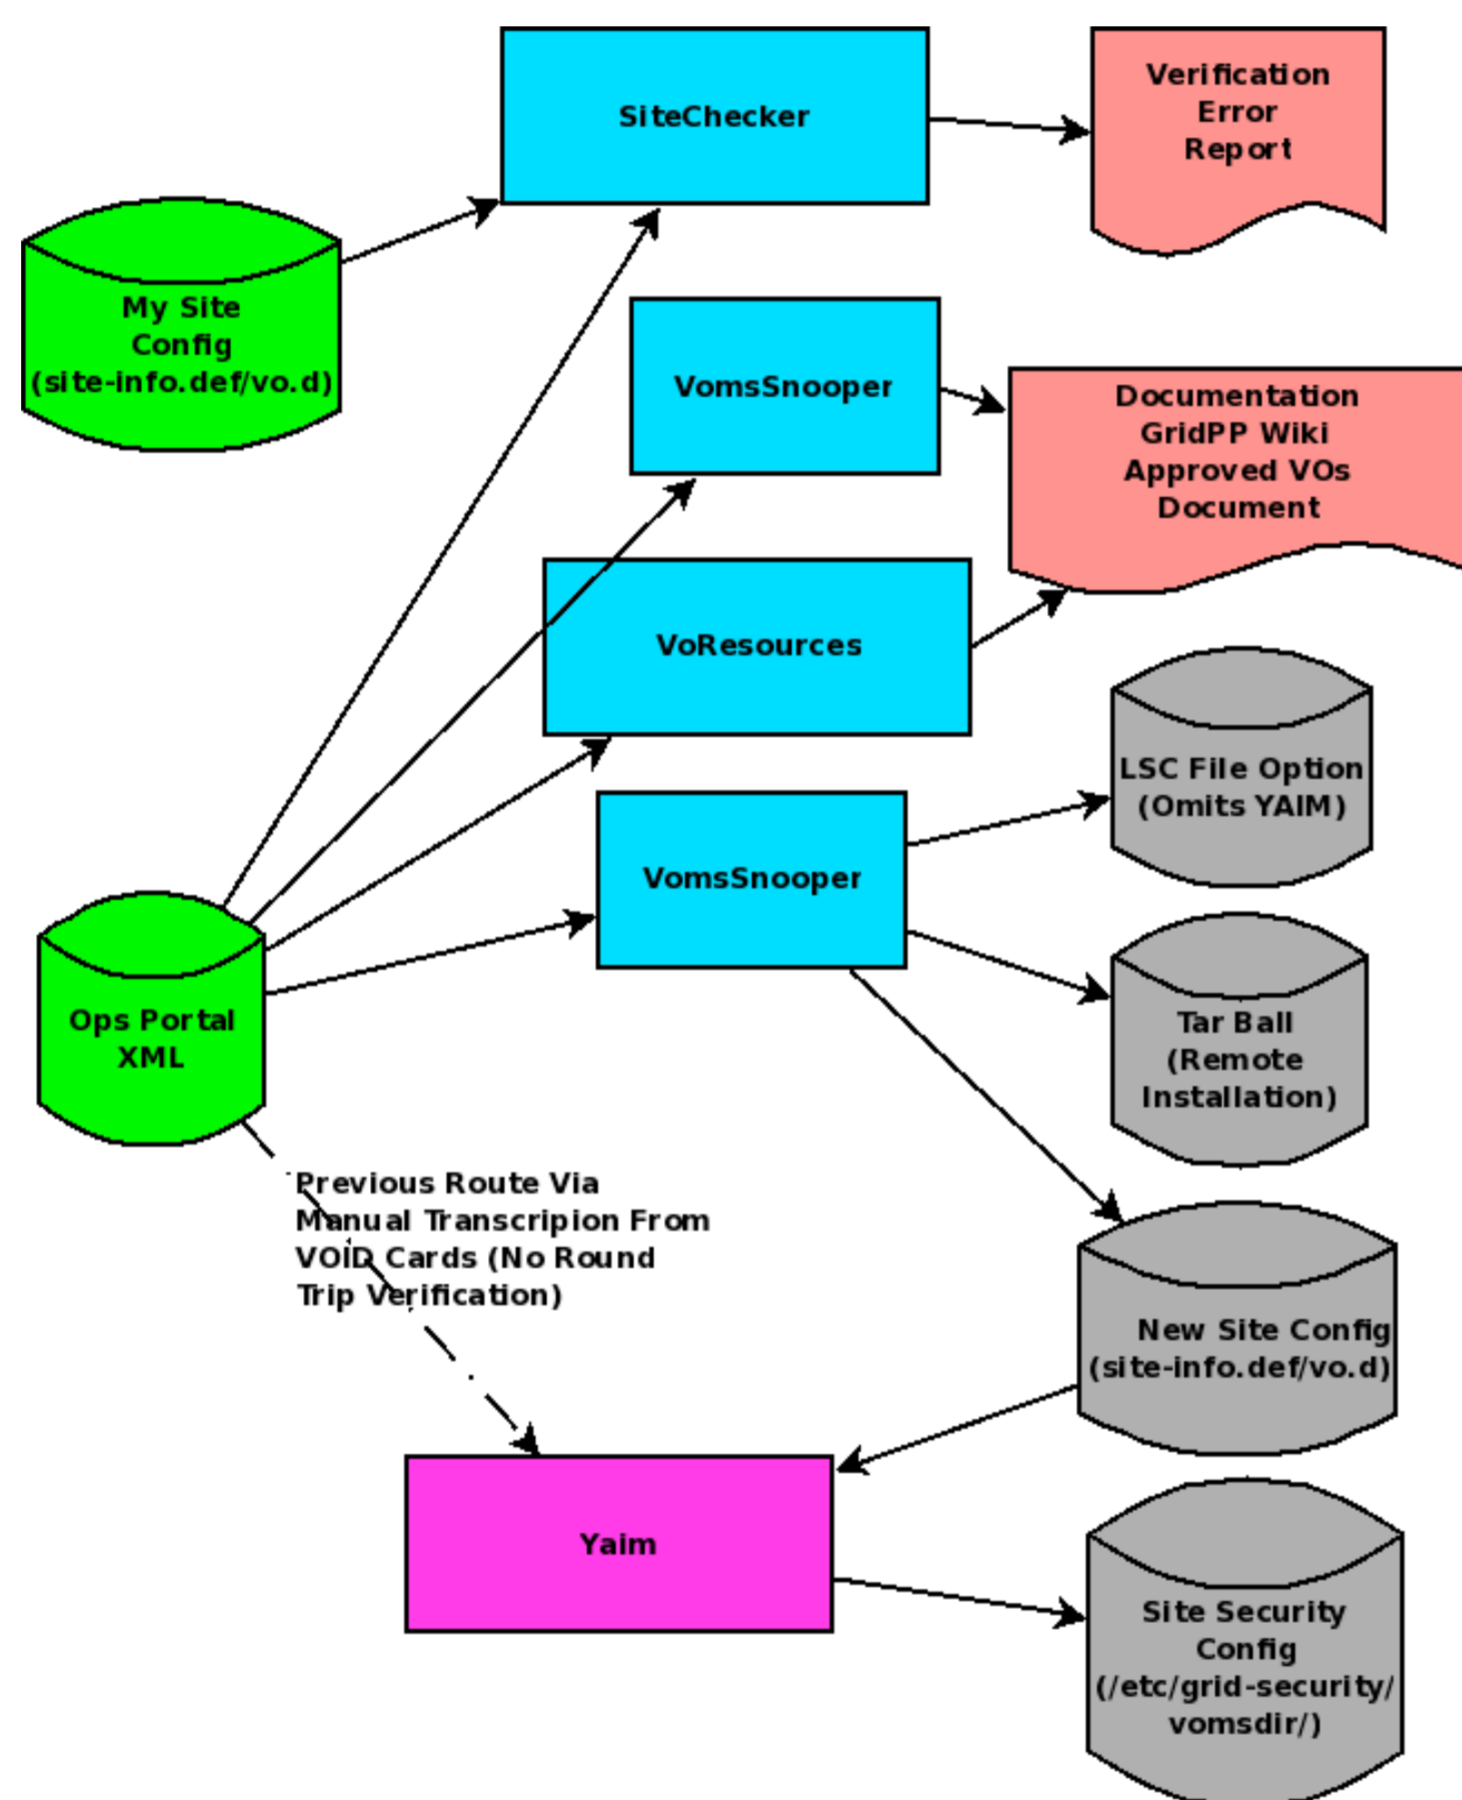 SiteChecker
Verification
Error
Report
My Site
Config
(site-info.def/vo.d)
VomsSnooper
Documentation
GridPP Wiki
Approved VOs
Document
VoResources
LSC File Option
(Omits YAIM)
VomsSnooper
Ops Portal
XML
Tar Ball
(Remote
Installation)
Previous Route Via
Manual Transcripion From
VOID Cards (No Round
Trip Verification)
New Site Config
(site-info.def/vo.d)
Yaim
Site Security
Config
(/etc/grid-security/
vomsdir/)